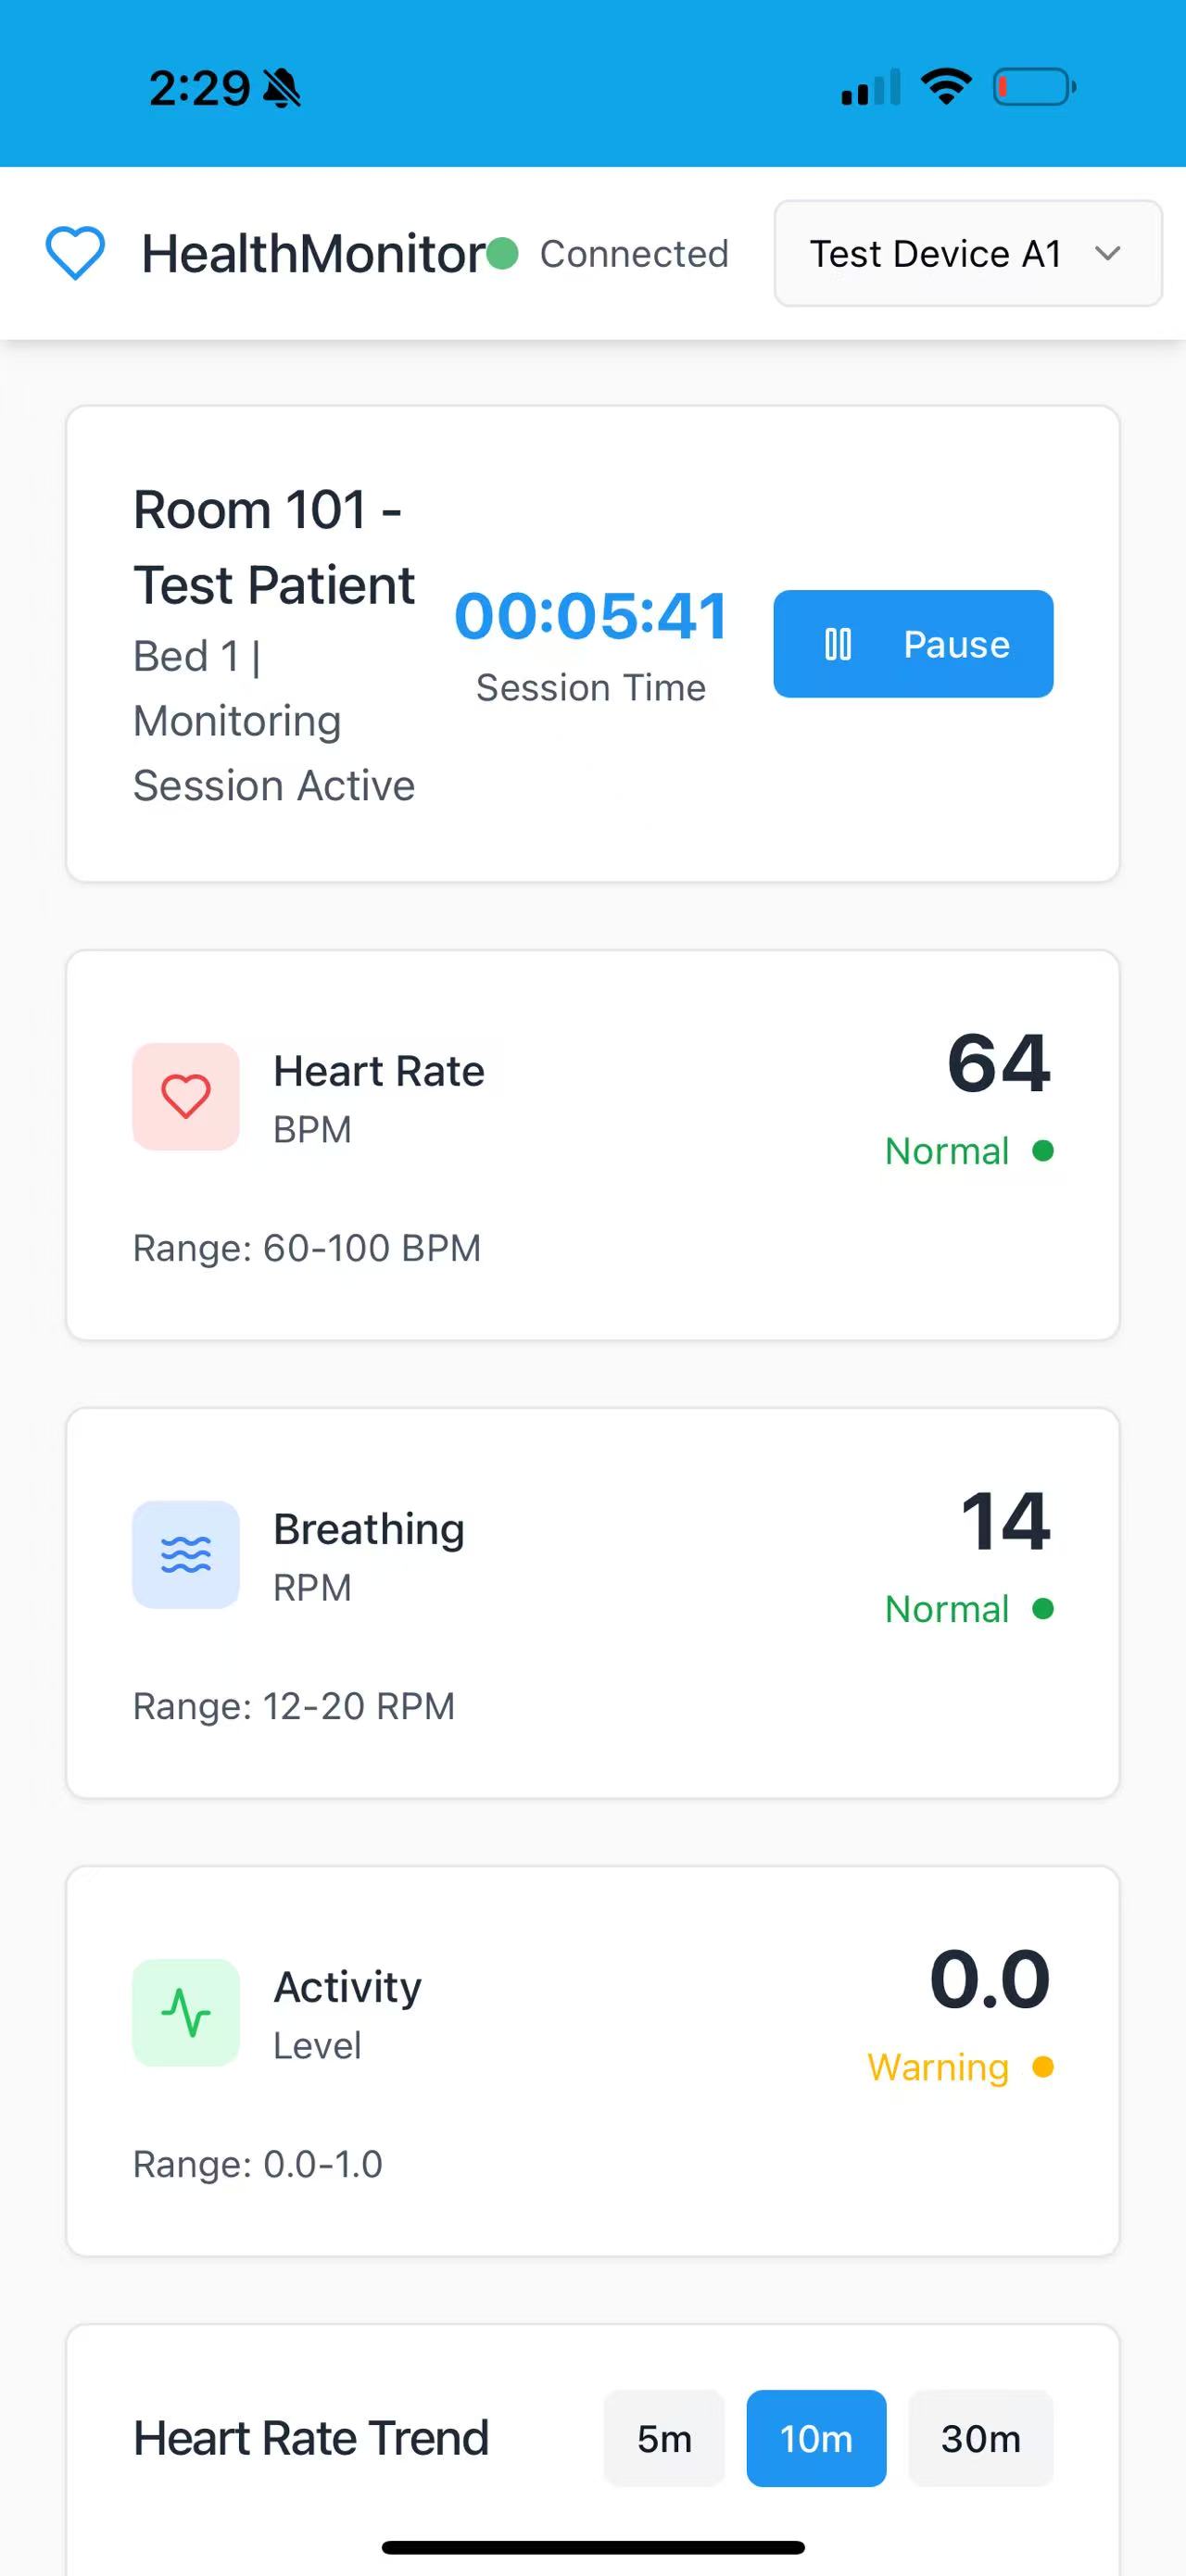 2:29
HealthMonitor
Connected
Test Device A1
Room 101 -
Test Patient
Bed 1 |
Monitoring
Session Active
00:05:41
Session Time
Pause
Heart Rate
BPM
64
Normal
Range: 60-100 BPM
Breathing
RPM
14
Normal
Range: 12-20 RPM
Activity
Level
0.0
Warning
Range: 0.0-1.0
Heart Rate Trend
5m
10m
30m